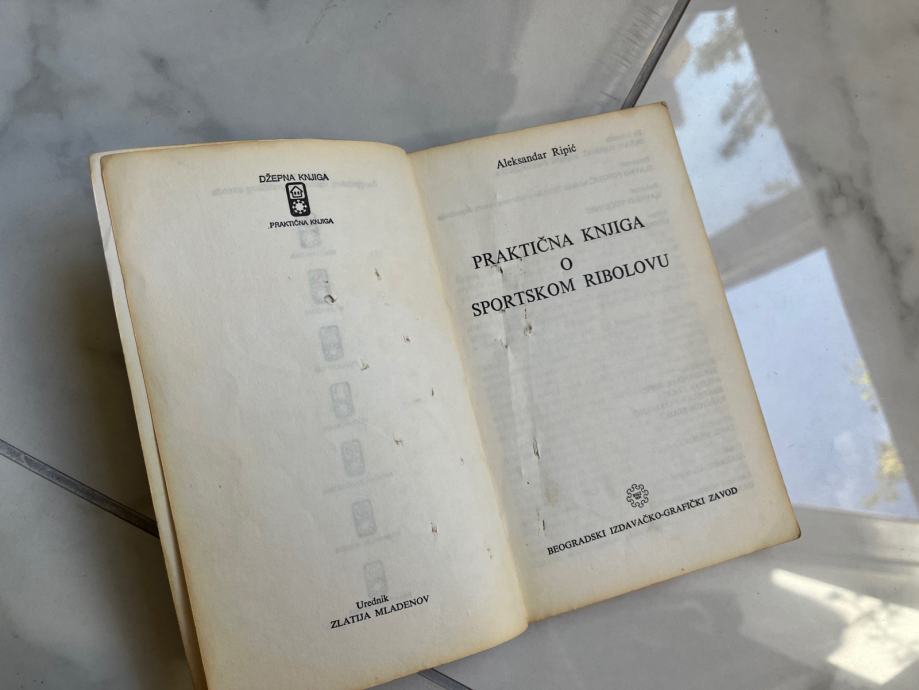 DŽEPNA KNJIGA
PRAKTIČNA KNJIGA
Urednik
ZLATIJA MLADENOV
Aleksandar Ripić
PRAKTIČNA KNJIGA
O
SPORTSKOM RIBOLOVU
BEOGRADSKI IZDAVAČKO-GRAFIČKI ZAVOD